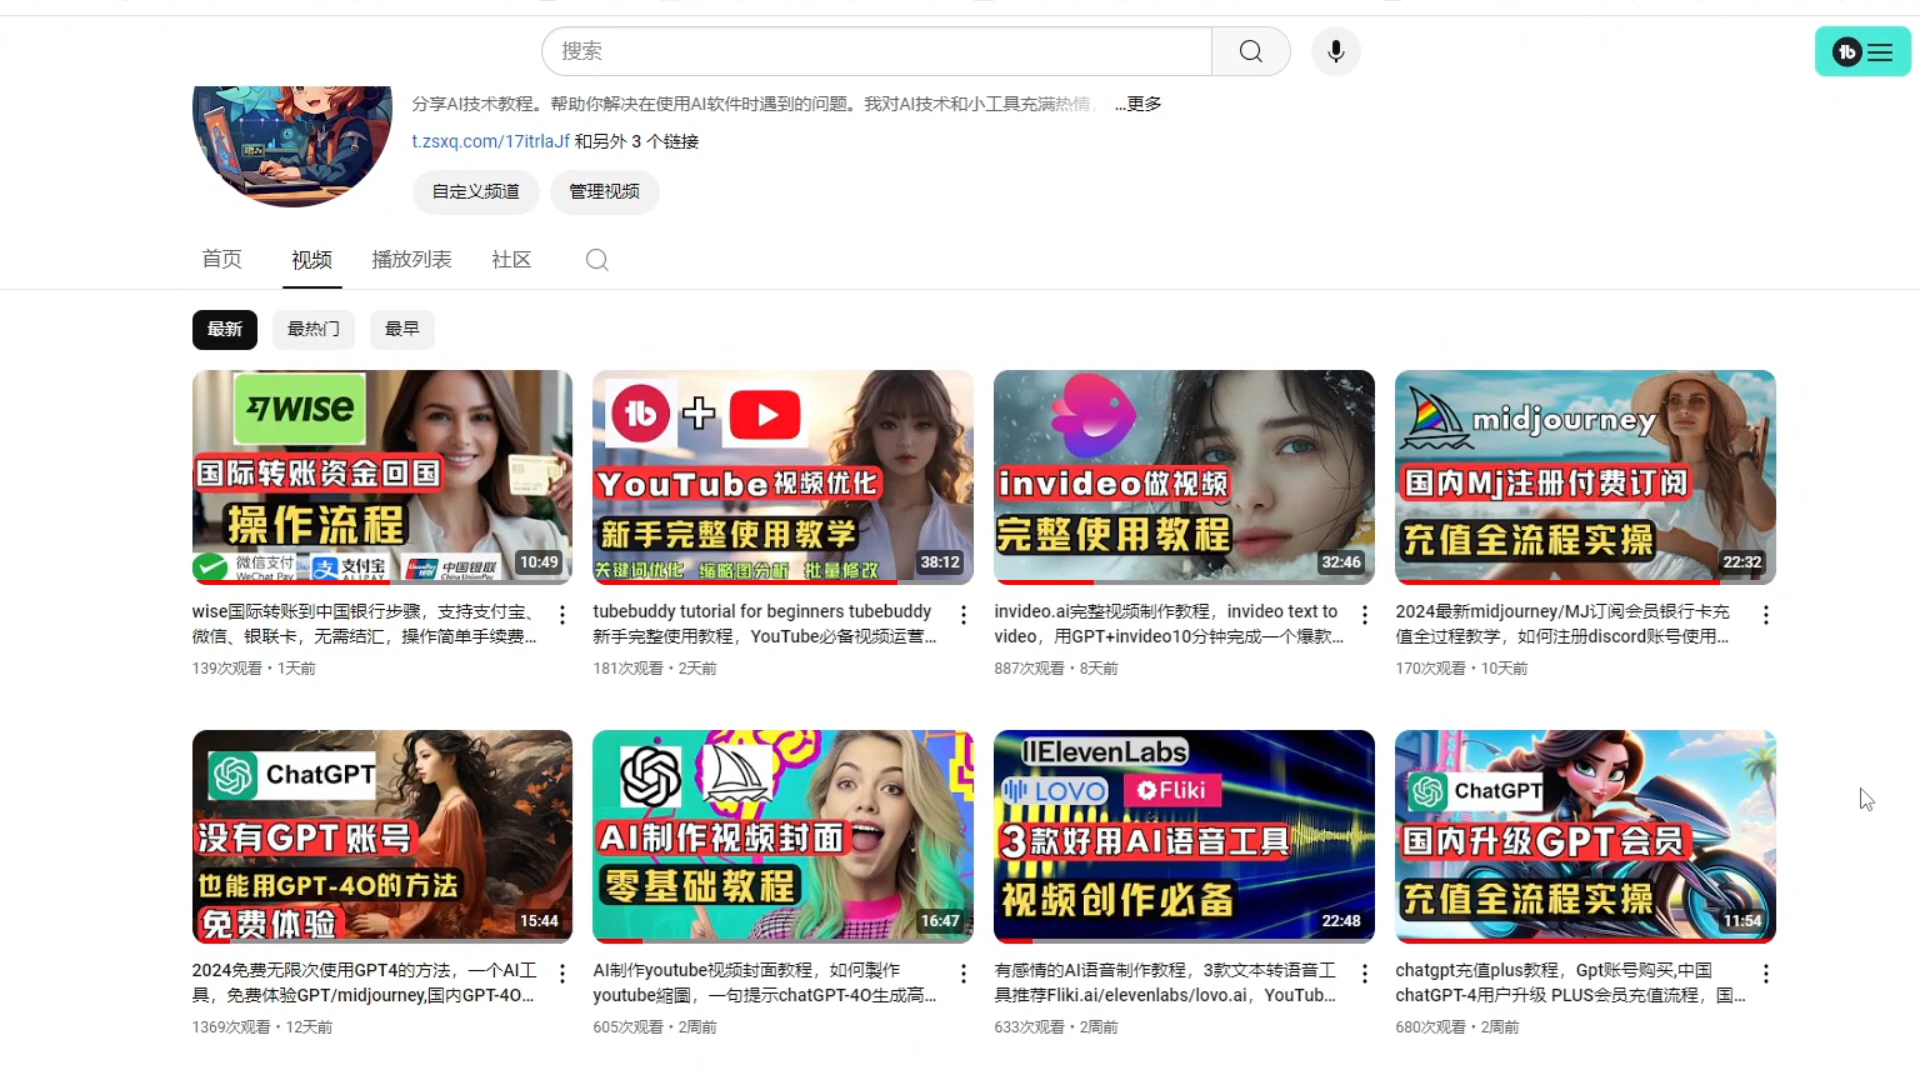 搜索
分享AI技术教程。帮助你解决在使用AI软件时遇到的问题。我对AI技术和小工具充满热情， ...更多
t.zsxq.com/17itrlaJf 和另外 3 个链接
自定义频道 管理视频
首页 视频 播放列表 社区
最新 最热门 最早
WISE
国际转账资金回国
操作流程
微信支付 WeChat Pay 支付宝 ALIPAY UnionPay 中国银联 China UnionPay
10:49
wise国际转账到中国银行步骤，支持支付宝、
微信、银联卡，无需结汇，操作简单手续费...
139次观看・1天前
tb + 
YouTube视频优化
新手完整使用教学
关键词优化 缩略图分析 批量修改
38:12
tubebuddy tutorial for beginners tubebuddy
新手完整使用教程，YouTube必备视频运营...
181次观看・2天前
invideo做视频
完整使用教程
32:46
invideo.ai完整视频制作教程，invideo text to
video，用GPT+invideo10分钟完成一个爆款...
887次观看・8天前
midjourney
国内Mj注册付费订阅
充值全流程实操
22:32
2024最新midjourney/MJ订阅会员银行卡充
值全过程教学，如何注册discord账号使用...
170次观看・10天前
ChatGPT
没有GPT账号
也能用GPT-4O的方法
免费体验
15:44
2024免费无限次使用GPT4的方法，一个AI工
具，免费体验GPT/midjourney,国内GPT-4O...
1369次观看・12天前
AI制作视频封面
零基础教程
16:47
AI制作youtube视频封面教程，如何製作
youtube縮圖，一句提示chatGPT-4O生成高...
605次观看・2周前
IIElevenLabs
LOVO Fliki
3款好用AI语音工具
视频创作必备
22:48
有感情的AI语音制作教程，3款文本转语音工
具推荐Fliki.ai/elevenlabs/lovo.ai，YouTub...
633次观看・2周前
ChatGPT
国内升级GPT会员
充值全流程实操
11:54
chatgpt充值plus教程，Gpt账号购买,中国
chatGPT-4用户升级 PLUS会员充值流程，国...
680次观看・2周前